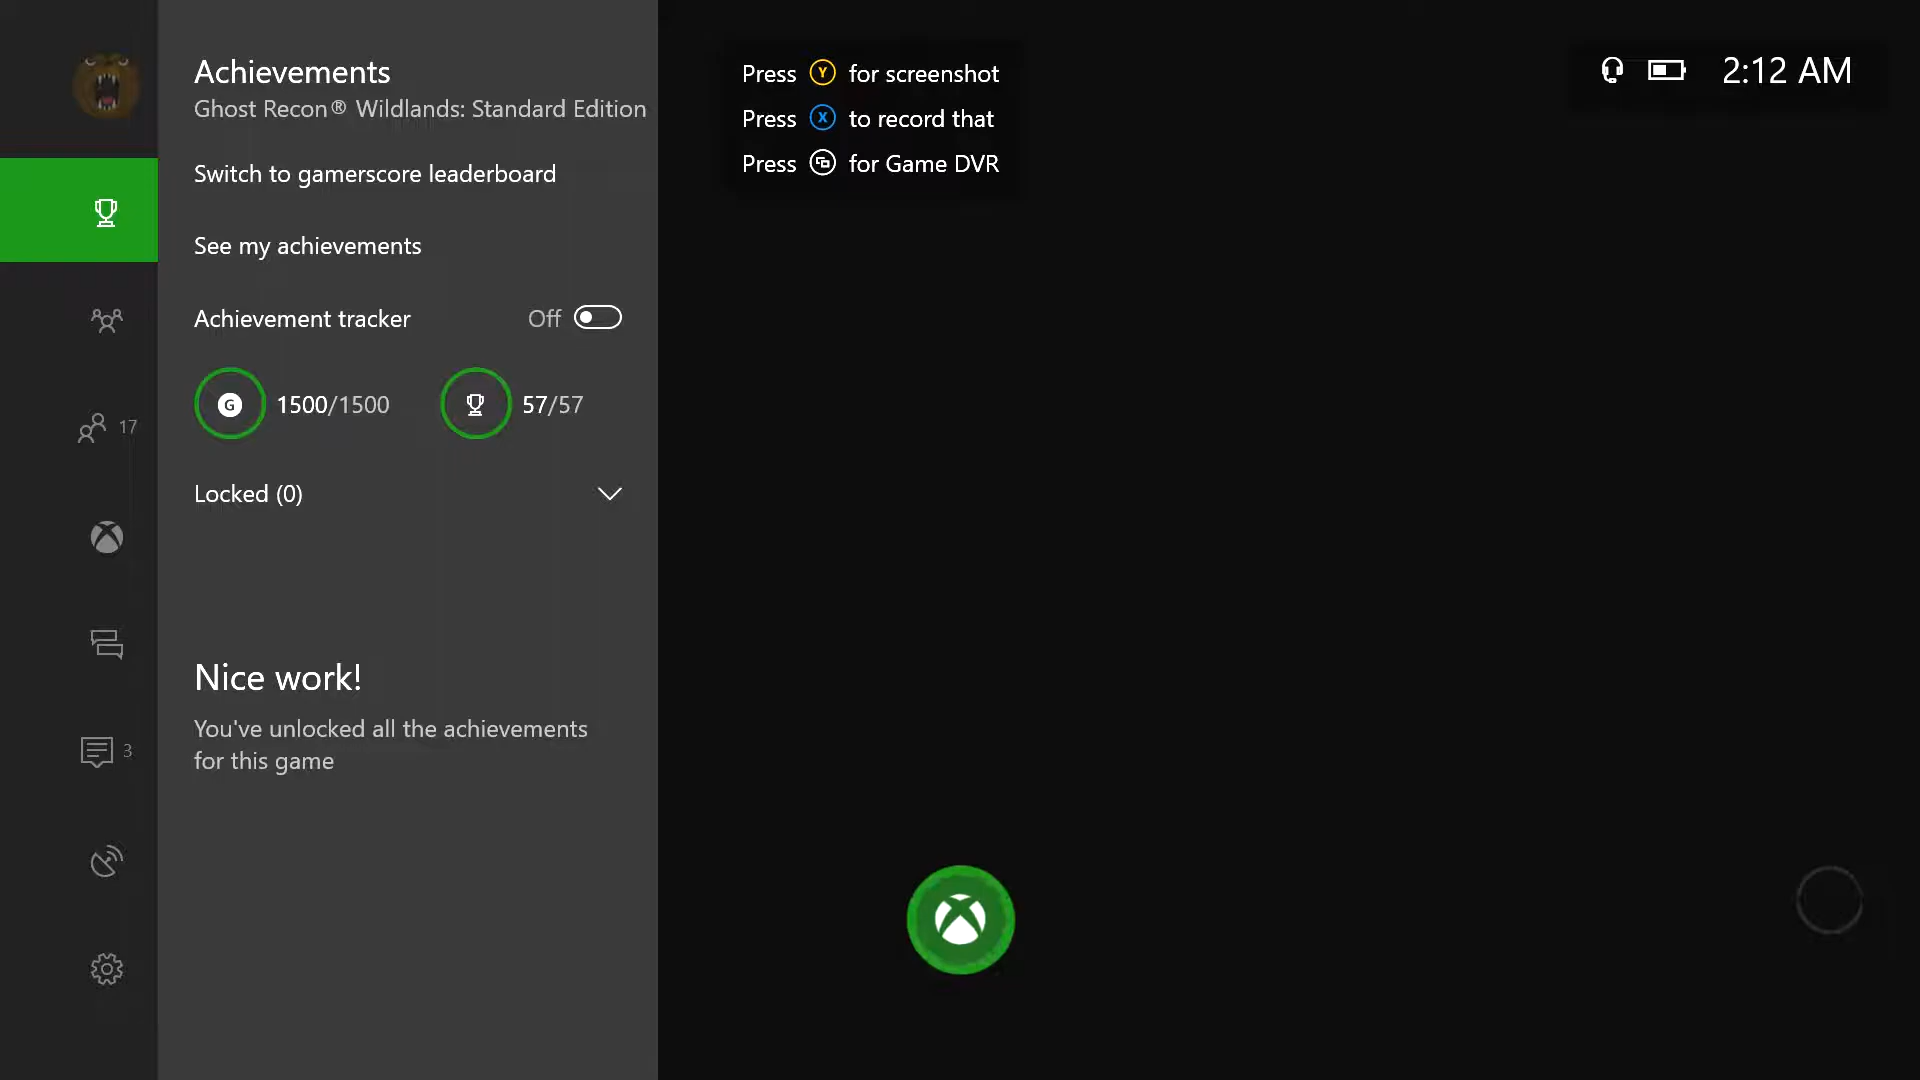 Achievements
Ghost Recon® Wildlands: Standard Edition
Switch to gamerscore leaderboard
See my achievements
Achievement tracker Off
G 1500/1500 57/57
Locked (0)
Nice work!
You've unlocked all the achievements
for this game
17
3
Press Y for screenshot
Press X to record that
Press for Game DVR
2:12 AM